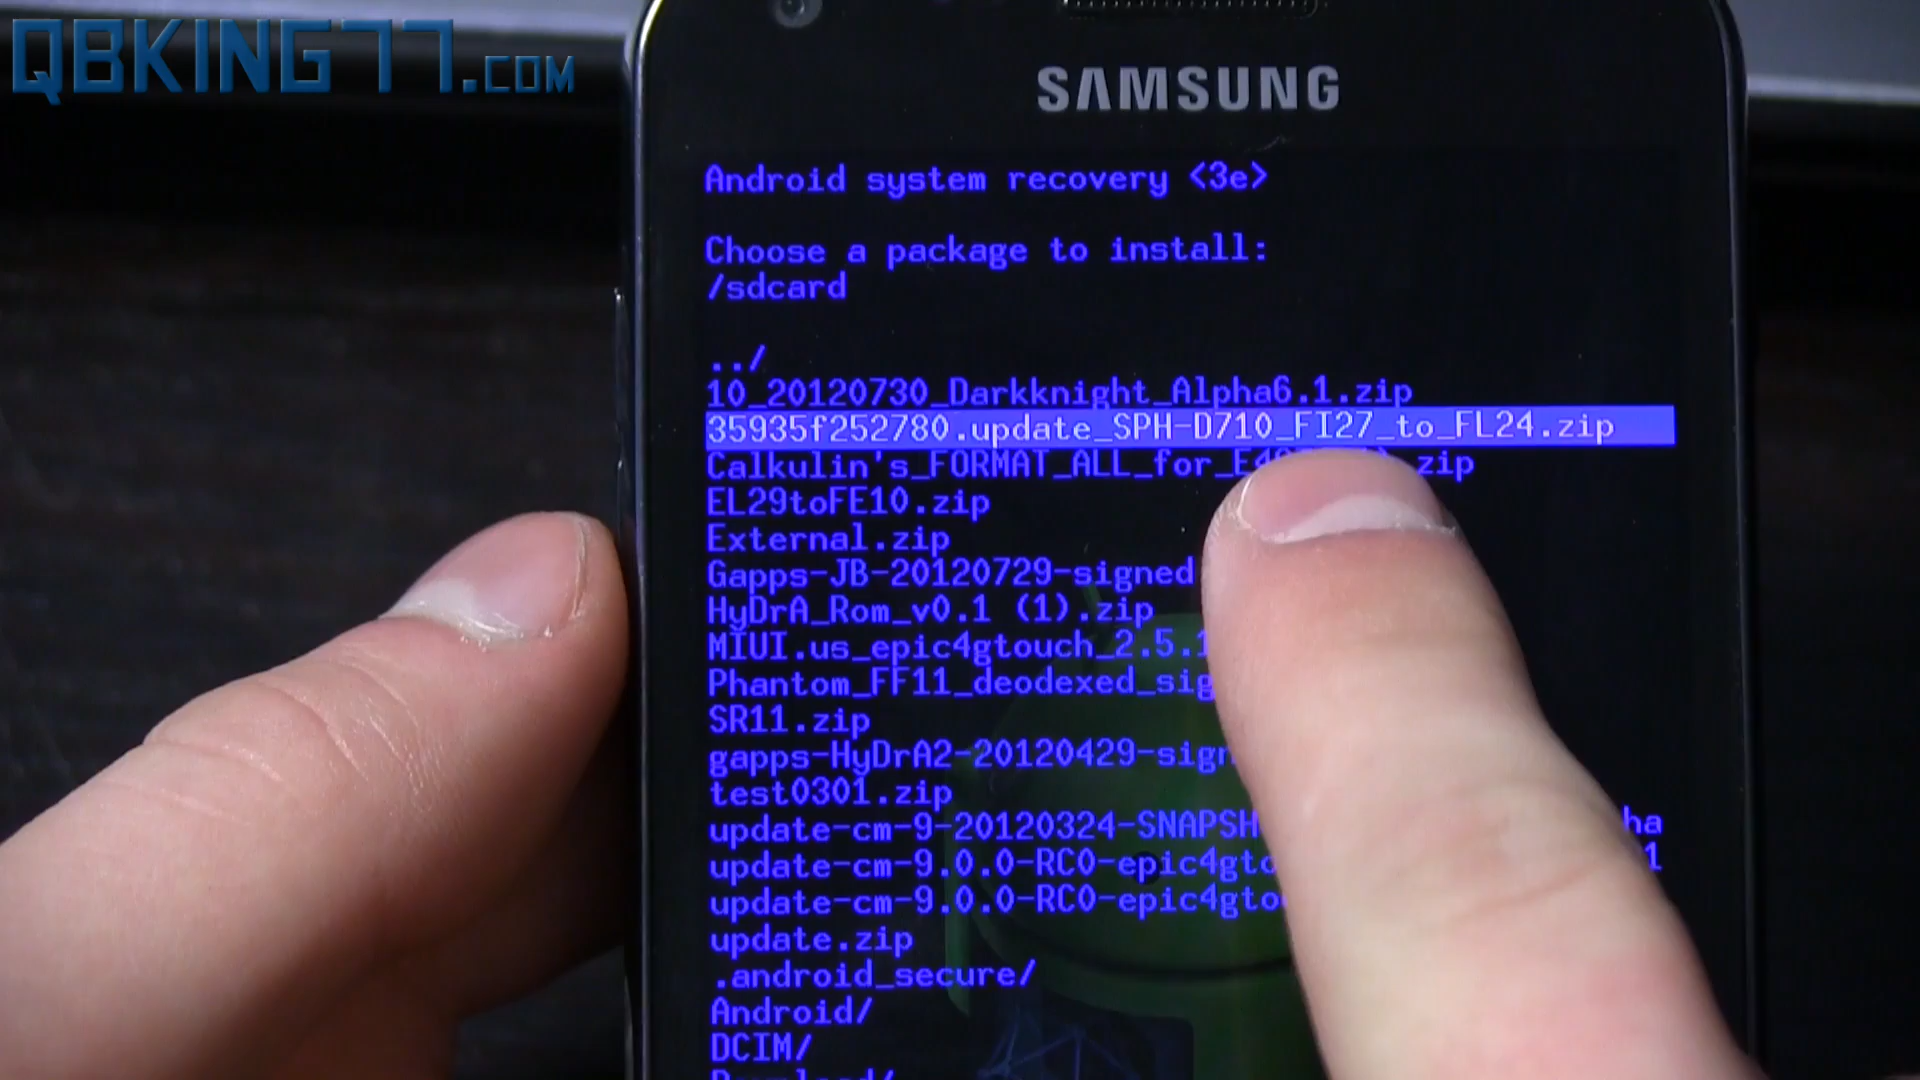 QBKING77.COM
SAMSUNG
Android system recovery <3e>
Choose a package to install:
/sdcard
../
10_20120730_Darkknight_Alpha6.1.zip
35935f252780.update_SPH-D710_FI27_to_FL24.zip
Calkulin's_FORMAT_ALL_for_ .zip
EL29toFE10.zip
External.zip
Gapps-JB-20120729-signed
HyDrA_Rom_v0.1 (1).zip
MIUI.us_epic4gtouch_2.5.1
Phantom_FF11_deodexed_sig
SR11.zip
gapps-HyDrA2-20120429-sign
test0301.zip
update-cm-9-20120324-SNAPSH ha
update-cm-9.0.0-RC0-epic4gto 1
update-cm-9.0.0-RC0-epic4gto
update.zip
.android_secure/
Android/
DCIM/